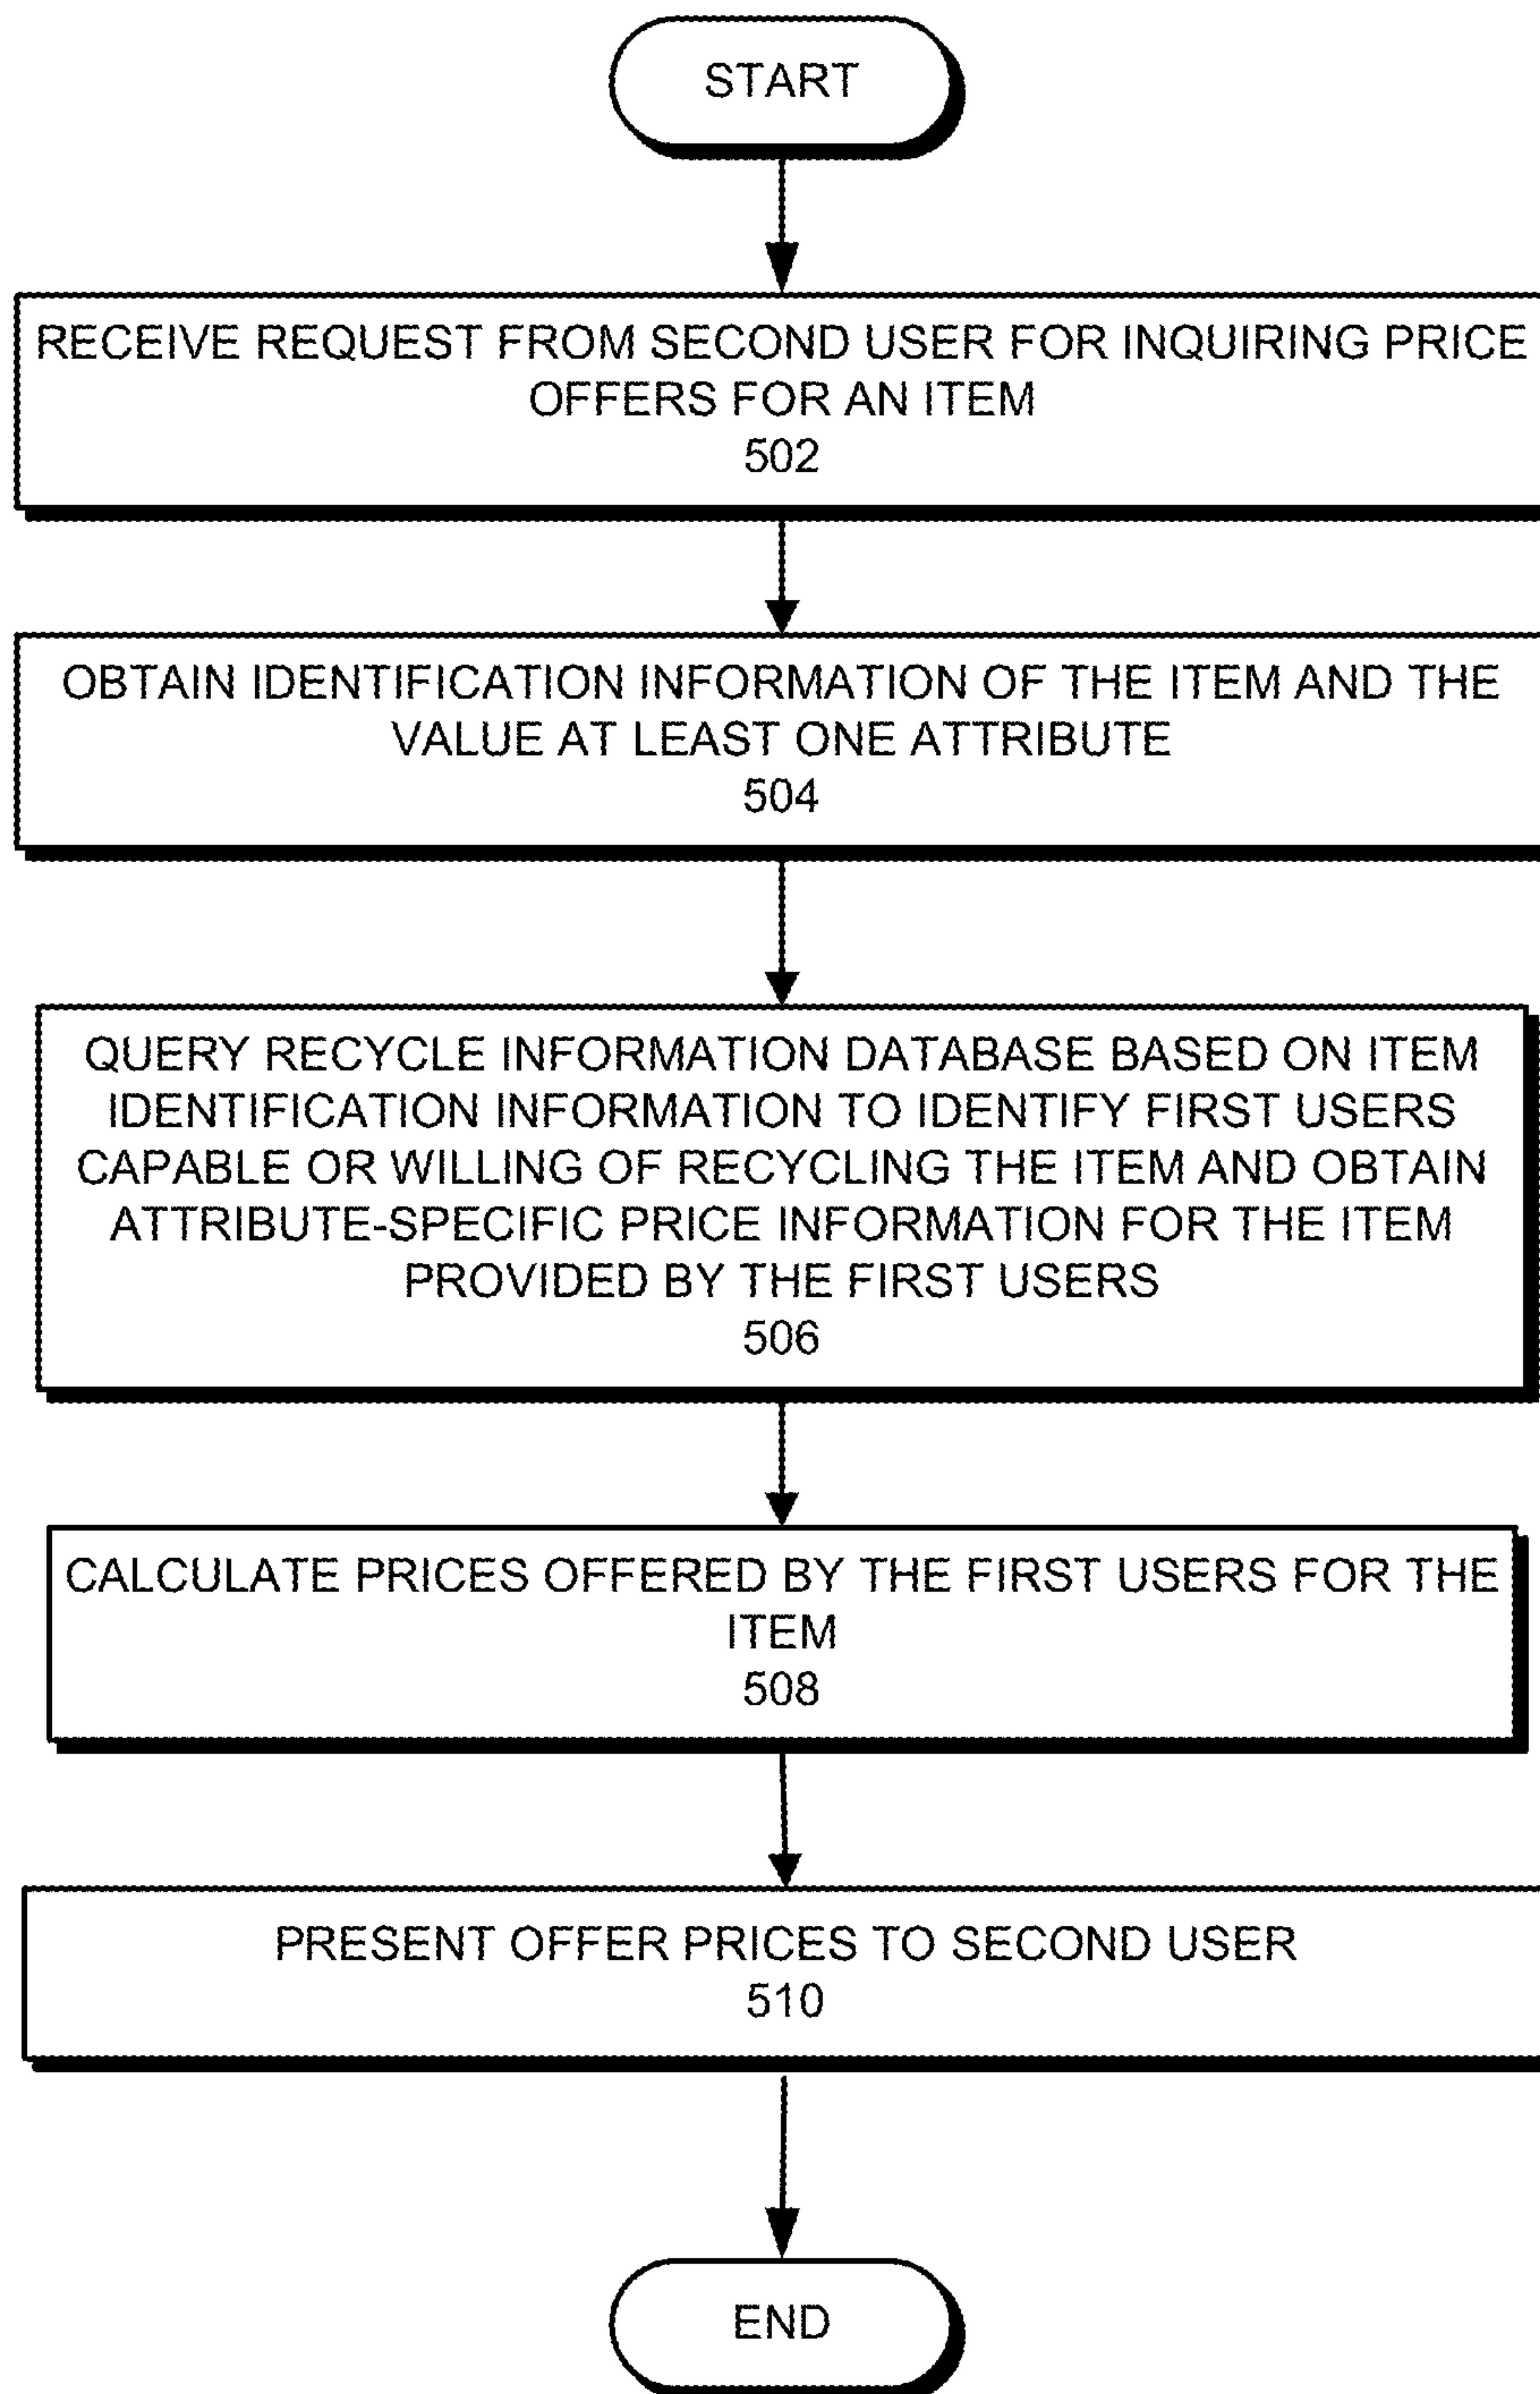 START
RECEIVE REQUEST FROM SECOND USER FOR INQUIRING PRICE
OFFERS FOR AN ITEM
502
OBTAIN IDENTIFICATION INFORMATION OF THE ITEM AND THE
VALUE AT LEAST ONE ATTRIBUTE
504
QUERY RECYCLE INFORMATION DATABASE BASED ON ITEM
IDENTIFICATION INFORMATION TO IDENTIFY FIRST USERS
CAPABLE OR WILLING OF RECYCLING THE ITEM AND OBTAIN
ATTRIBUTE-SPECIFIC PRICE INFORMATION FOR THE ITEM
PROVIDED BY THE FIRST USERS
506
CALCULATE PRICES OFFERED BY THE FIRST USERS FOR THE
ITEM
508
PRESENT OFFER PRICES TO SECOND USER
510
END